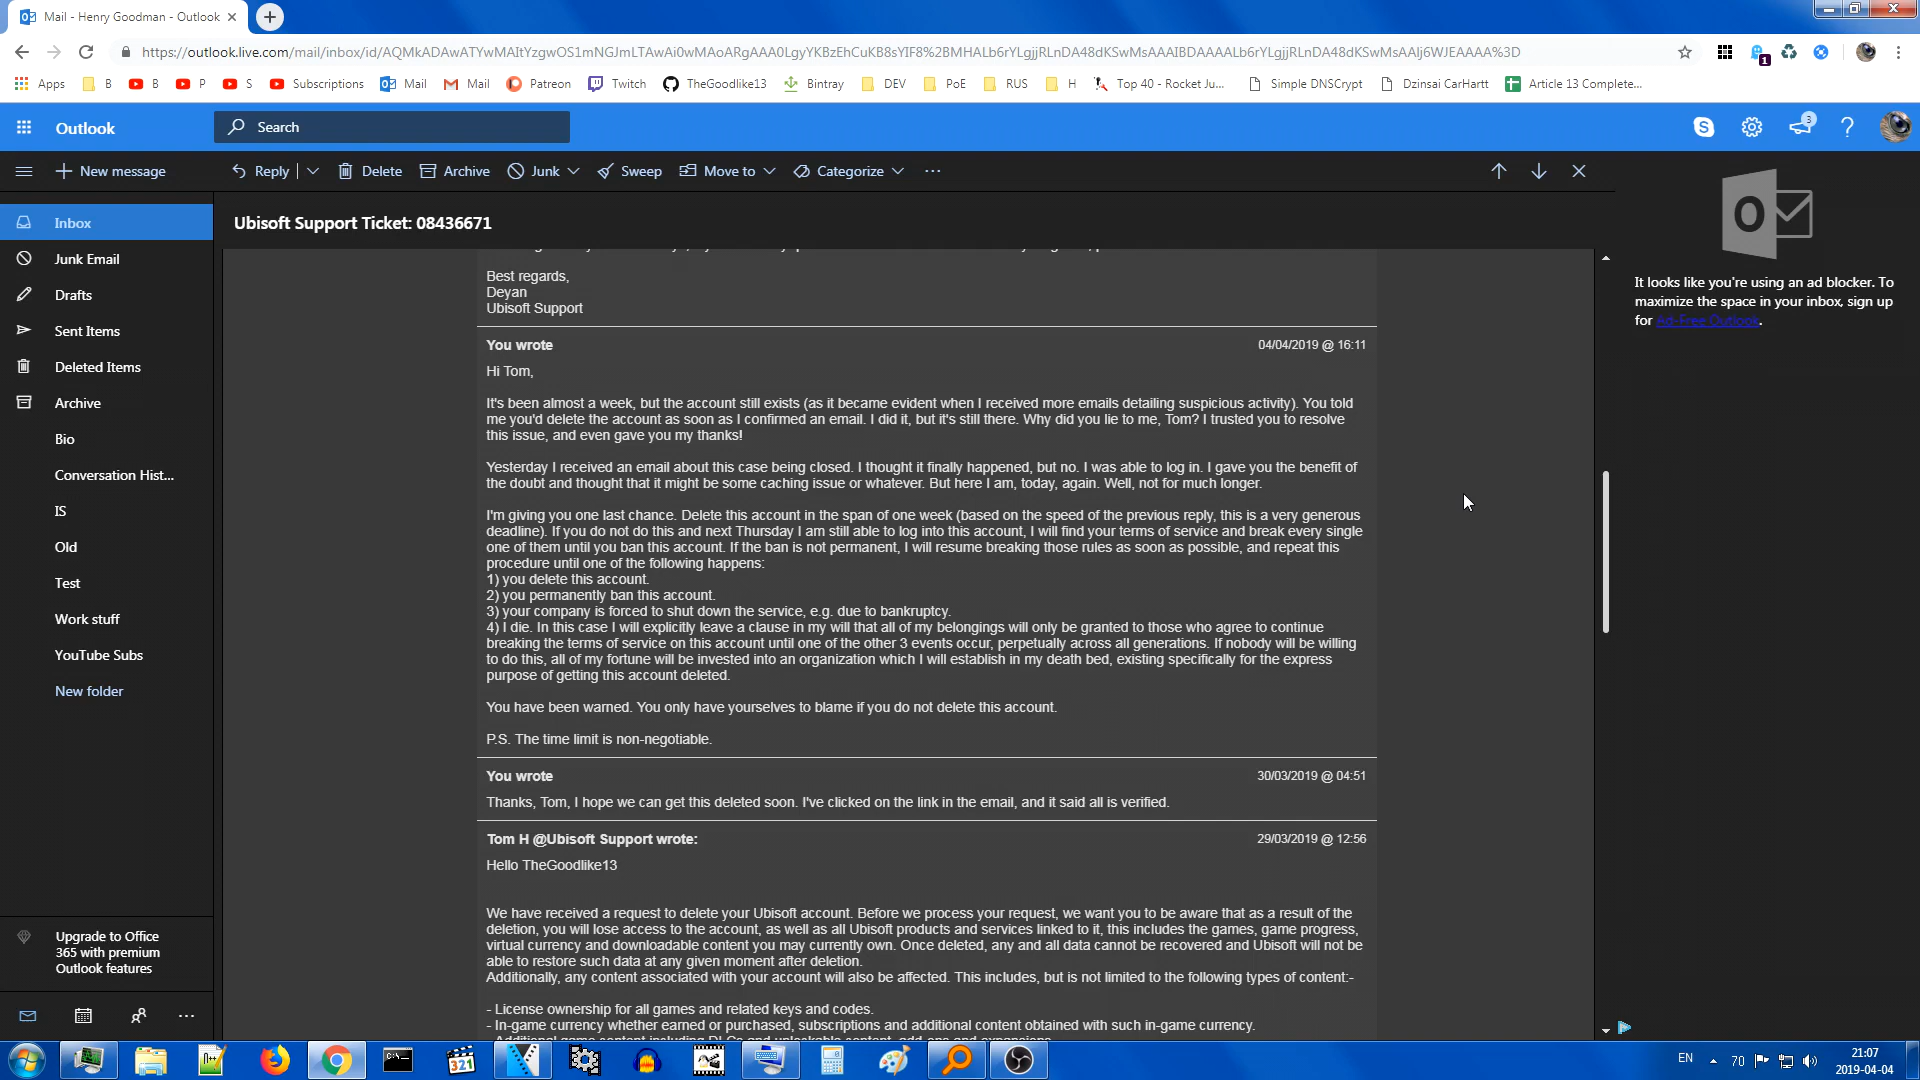 Mail - Henry Goodman - Outlook
https://outlook.live.com/mail/inbox/id/AQMkADAwATYwMAItYzgwOS1mNGJmLTAwAi0wMAoARgAAA0LgyYKBzEhCuKB8sYIF8%2BMHALb6rYLgjjRLnDA48dKSwMsAAAIBDAAAALb6rYLgjjRLnDA48dKSwMsAAIj6WJEAAAA%3D
1
Apps B B P S Subscriptions Mail Mail Patreon Twitch TheGoodlike13 Bintray DEV PoE RUS H Top 40 - Rocket Ju... Simple DNSCrypt Dzinsai CarHartt Article 13 Complete...
Outlook
Search
3
New message
Reply Delete Archive Junk Sweep Move to Categorize
Inbox
Junk Email
Drafts
Sent Items
Deleted Items
Archive
Bio
Conversation Hist...
IS
Old
Test
Work stuff
YouTube Subs
New folder
Upgrade to Office
365 with premium
Outlook features
Ubisoft Support Ticket: 08436671
Best regards,
Deyan
Ubisoft Support
You wrote 04/04/2019 @ 16:11
Hi Tom,
It's been almost a week, but the account still exists (as it became evident when I received more emails detailing suspicious activity). You told
me you'd delete the account as soon as I confirmed an email. I did it, but it's still there. Why did you lie to me, Tom? I trusted you to resolve
this issue, and even gave you my thanks!
Yesterday I received an email about this case being closed. I thought it finally happened, but no. I was able to log in. I gave you the benefit of
the doubt and thought that it might be some caching issue or whatever. But here I am, today, again. Well, not for much longer.
I'm giving you one last chance. Delete this account in the span of one week (based on the speed of the previous reply, this is a very generous
deadline). If you do not do this and next Thursday I am still able to log into this account, I will find your terms of service and break every single
one of them until you ban this account. If the ban is not permanent, I will resume breaking those rules as soon as possible, and repeat this
procedure until one of the following happens:
1) you delete this account.
2) you permanently ban this account.
3) your company is forced to shut down the service, e.g. due to bankruptcy.
4) I die. In this case I will explicitly leave a clause in my will that all of my belongings will only be granted to those who agree to continue
breaking the terms of service on this account until one of the other 3 events occur, perpetually across all generations. If nobody will be willing
to do this, all of my fortune will be invested into an organization which I will establish in my death bed, existing specifically for the express
purpose of getting this account deleted.
You have been warned. You only have yourselves to blame if you do not delete this account.
P.S. The time limit is non-negotiable.
You wrote 30/03/2019 @ 04:51
Thanks, Tom, I hope we can get this deleted soon. I've clicked on the link in the email, and it said all is verified.
Tom H @Ubisoft Support wrote: 29/03/2019 @ 12:56
Hello TheGoodlike13
We have received a request to delete your Ubisoft account. Before we process your request, we want you to be aware that as a result of the
deletion, you will lose access to the account, as well as all Ubisoft products and services linked to it, this includes the games, game progress,
virtual currency and downloadable content you may currently own. Once deleted, any and all data cannot be recovered and Ubisoft will not be
able to restore such data at any given moment after deletion.
Additionally, any content associated with your account will also be affected. This includes, but is not limited to the following types of content:-
- License ownership for all games and related keys and codes.
- In-game currency whether earned or purchased, subscriptions and additional content obtained with such in-game currency.
It looks like you're using an ad blocker. To
maximize the space in your inbox, sign up
for Ad-Free Outlook.
EN 70
21:07
2019-04-04